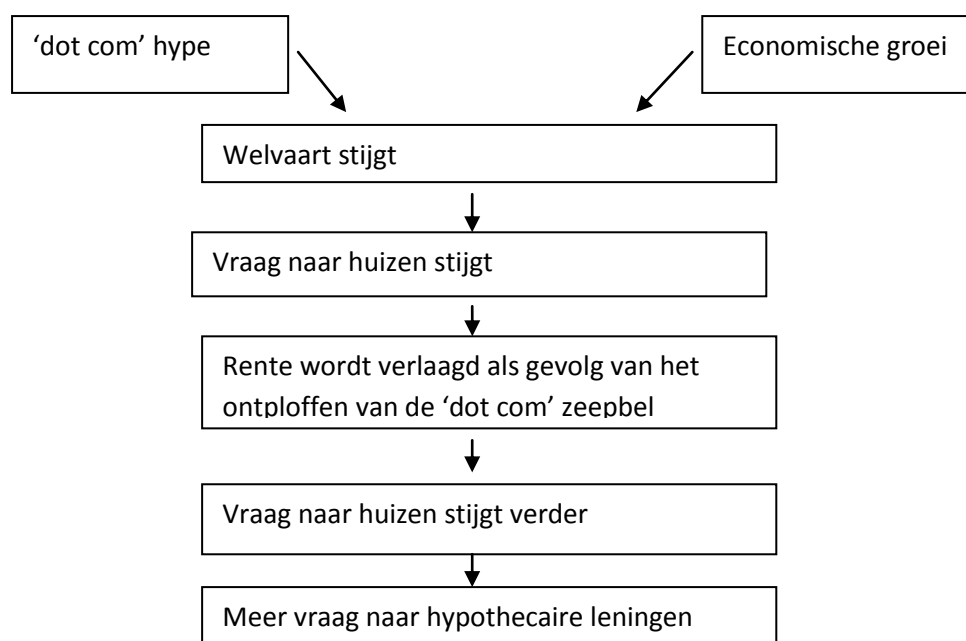 ‘dot com’ hype
Economische groei
Welvaart stijgt
Vraag naar huizen stijgt
Rente wordt verlaagd als gevolg van het
ontploffen van de ‘dot com’ zeepbel
Vraag naar huizen stijgt verder
Meer vraag naar hypothecaire leningen